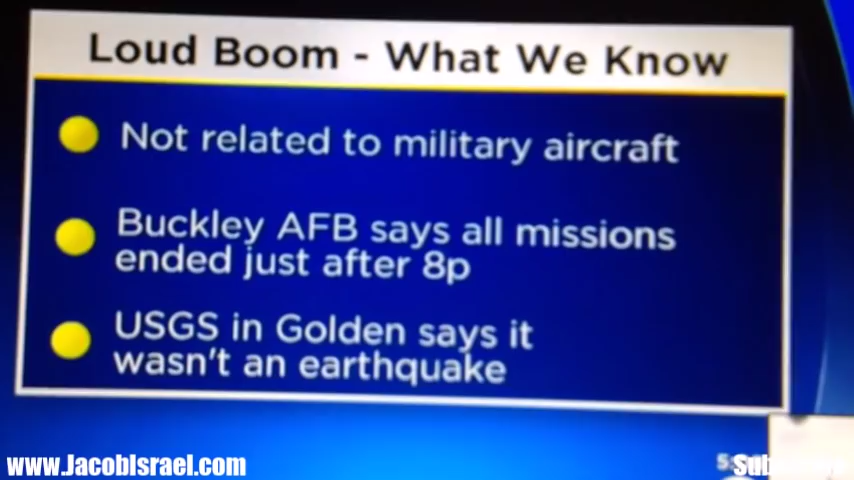 Loud Boom - What We Know
Not related to military aircraft
Buckley AFB says all missions
ended just after 8p
USGS in Golden says it
wasn't an earthquake
www.JacobIsrael.com